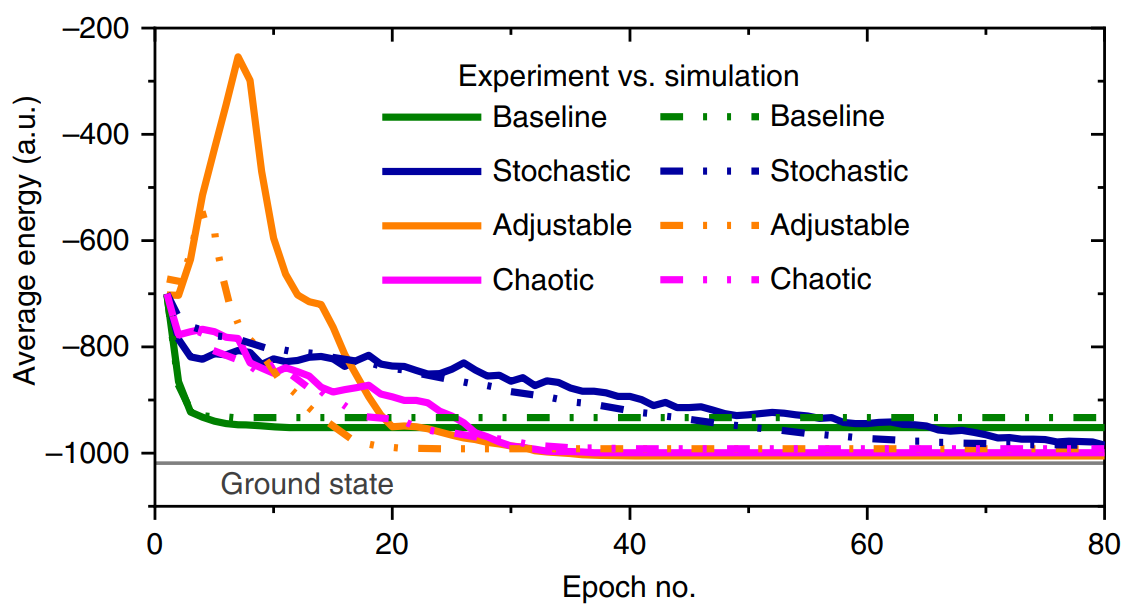 −200
−400
−600
−800
−1000
Average energy (a.u.)
Experiment vs. simulation
Baseline Baseline
Stochastic Stochastic
Adjustable Adjustable
Chaotic Chaotic
Ground state
0 20 40 60 80
Epoch no.